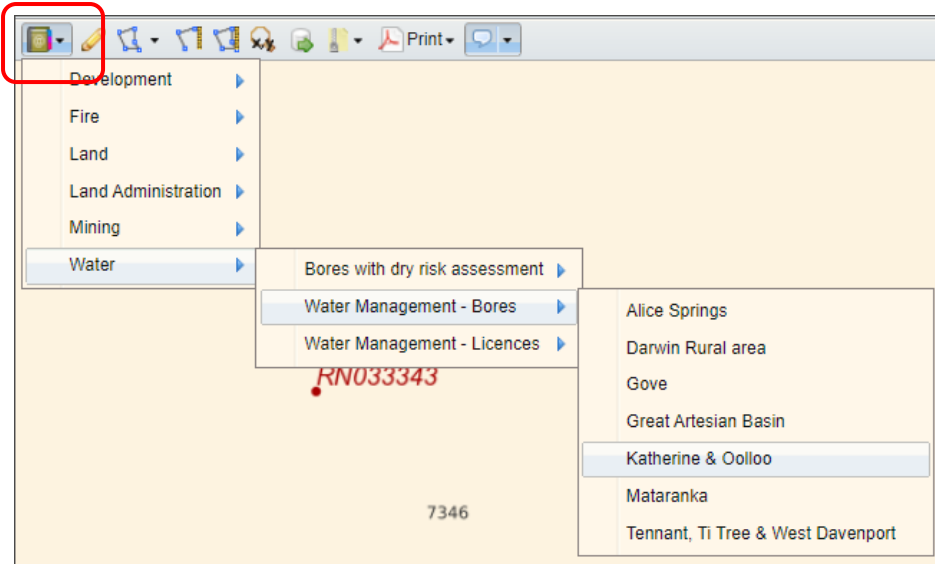 Print
Development
Fire
Land
Land Administration
Mining
Water
Bores with dry risk assessment
Water Management - Bores
Water Management - Licences
Alice Springs
Darwin Rural area
Gove
Great Artesian Basin
Katherine & Oolloo
Mataranka
Tennant, Ti Tree & West Davenport
RN033343
7346